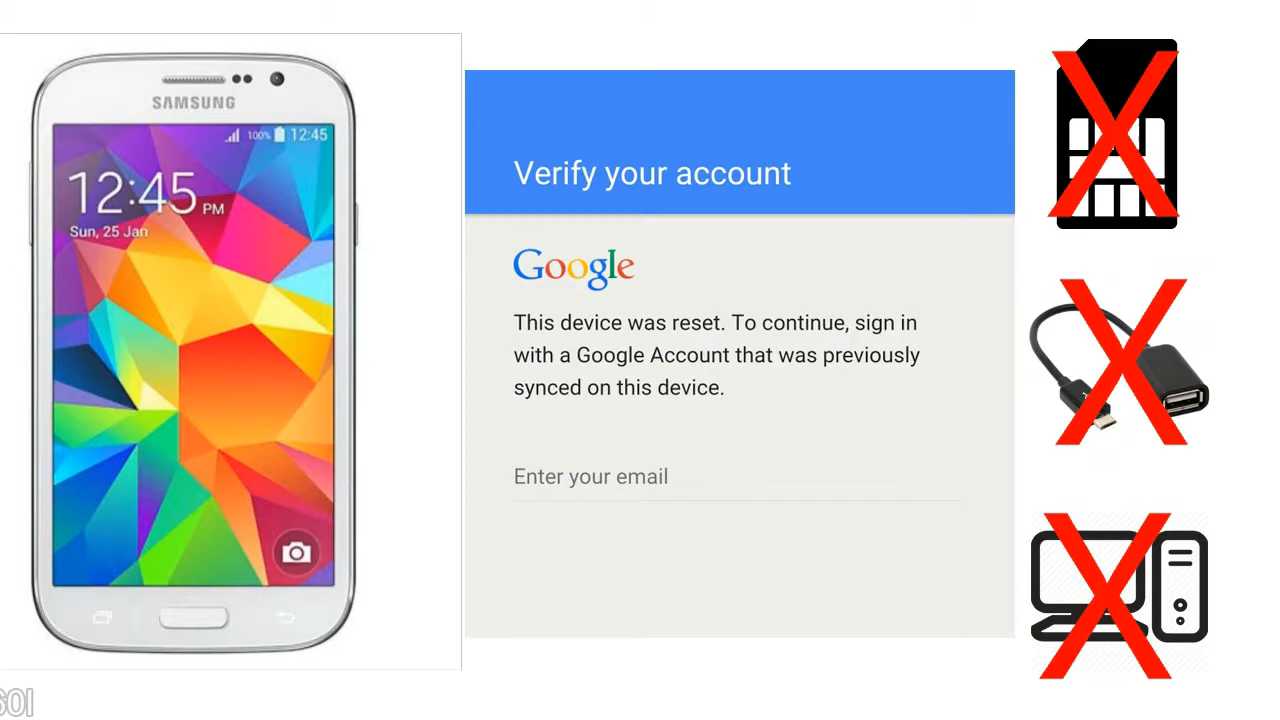 SAMSUNG
100% 12:45
12:45 PM
Sun, 25 Jan
Verify your account
Google
This device was reset. To continue, sign in
with a Google Account that was previously
synced on this device.
Enter your email
60I